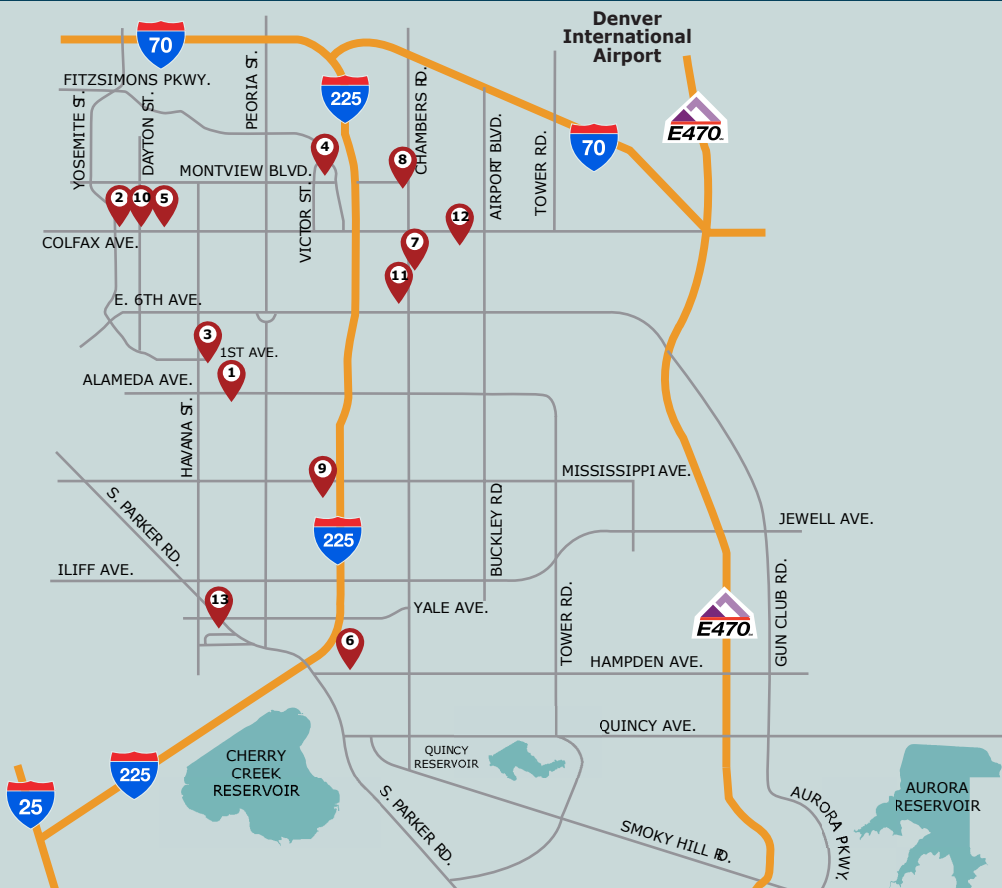 Denver
International
Airport
70
FITZSIMONS PKWY.
PEORIA ST.
225
CHAMBERS RD.
E470
YOSEMITE ST.
DAYTON ST.
AIRPORT BLVD.
TOWER RD.
70
4
8
MONTVIEW BLVD.
VICTOR ST.
2
10
5
12
COLFAX AVE.
7
11
E. 6TH AVE.
3
1ST AVE.
1
ALAMEDA AVE.
HAVANA ST.
9
MISSISSIPPI AVE.
S. PARKER RD.
BUCKLEY RD
JEWELL AVE.
225
ILIFF AVE.
13
YALE AVE.
TOWER RD.
GUN CLUB RD.
E470
6
HAMPDEN AVE.
QUINCY AVE.
CHERRY
CREEK
RESERVOIR
QUINCY
RESERVOIR
225
25
S. PARKER RD.
SMOKY HILL RD.
AURORA PKWY.
AURORA
RESERVOIR